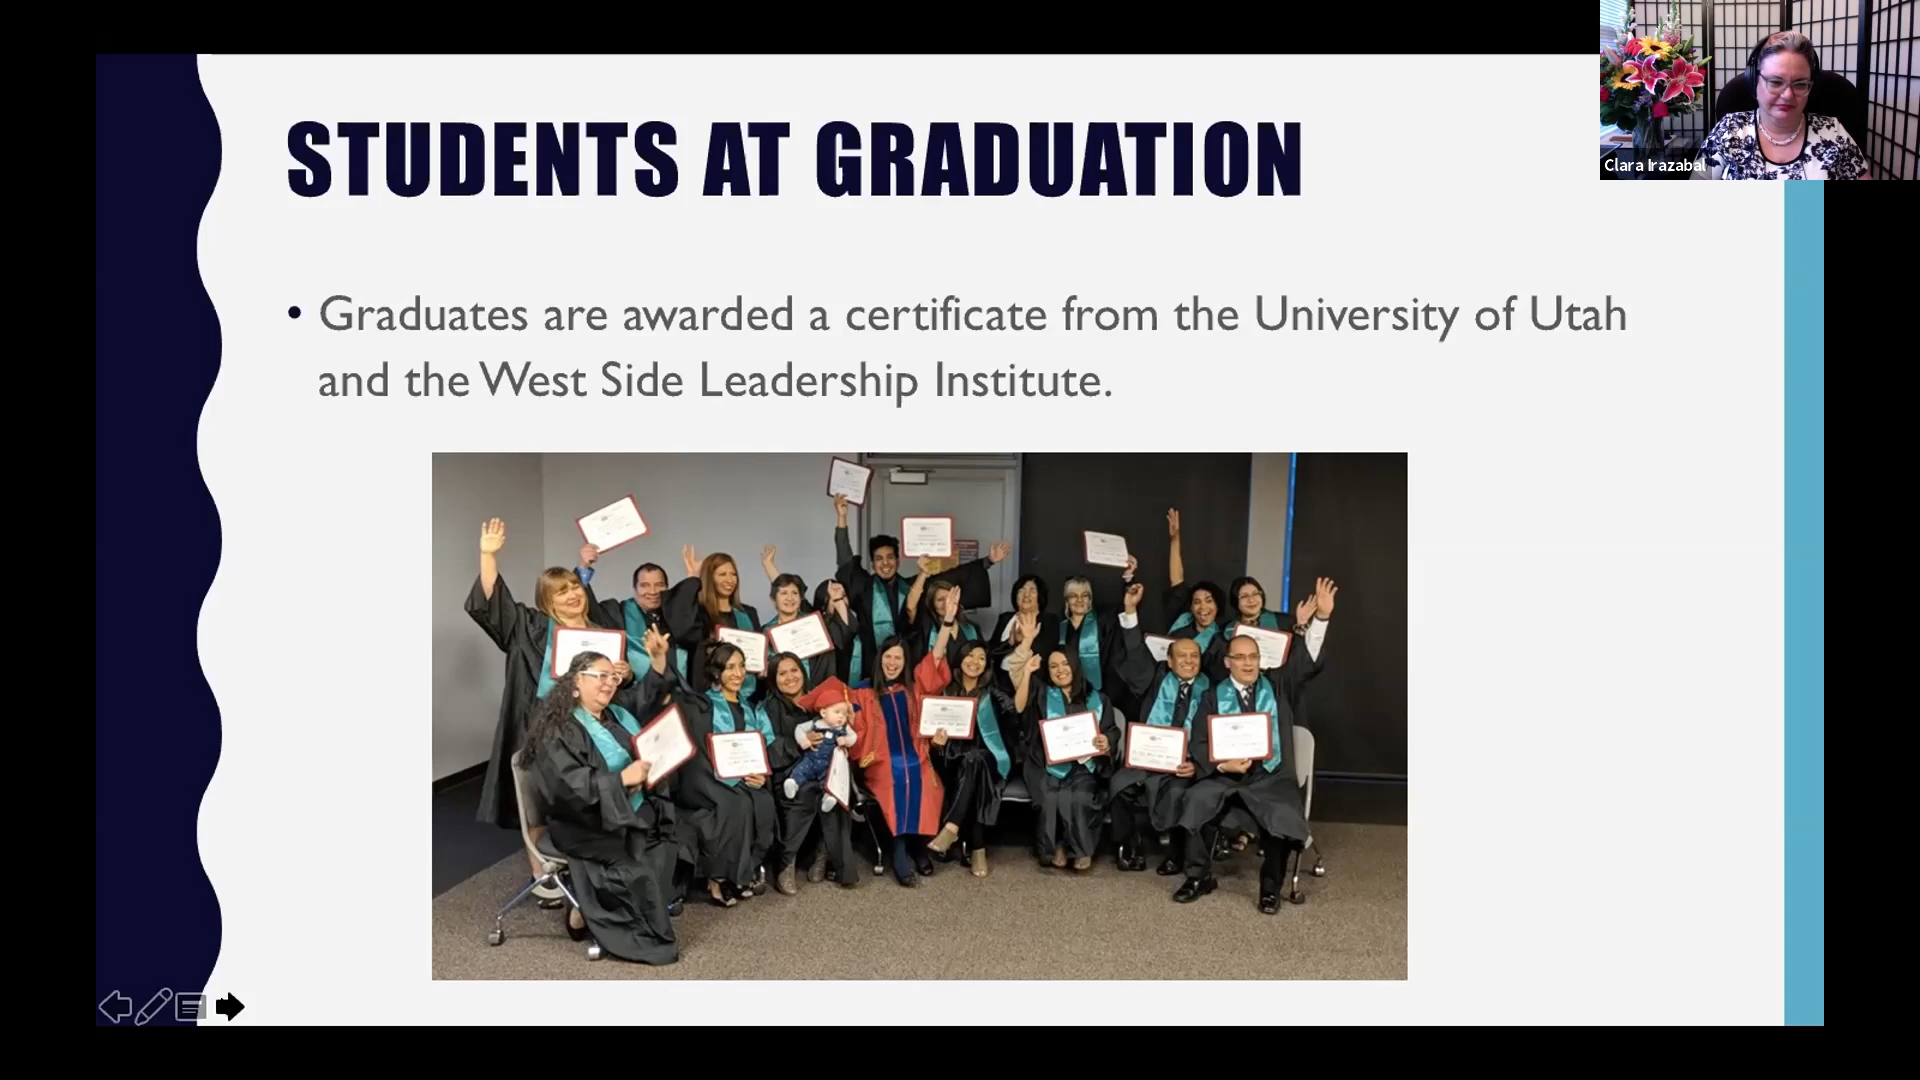 STUDENTS AT GRADUATION
• Graduates are awarded a certificate from the University of Utah
and the West Side Leadership Institute.
Clara Irazabal